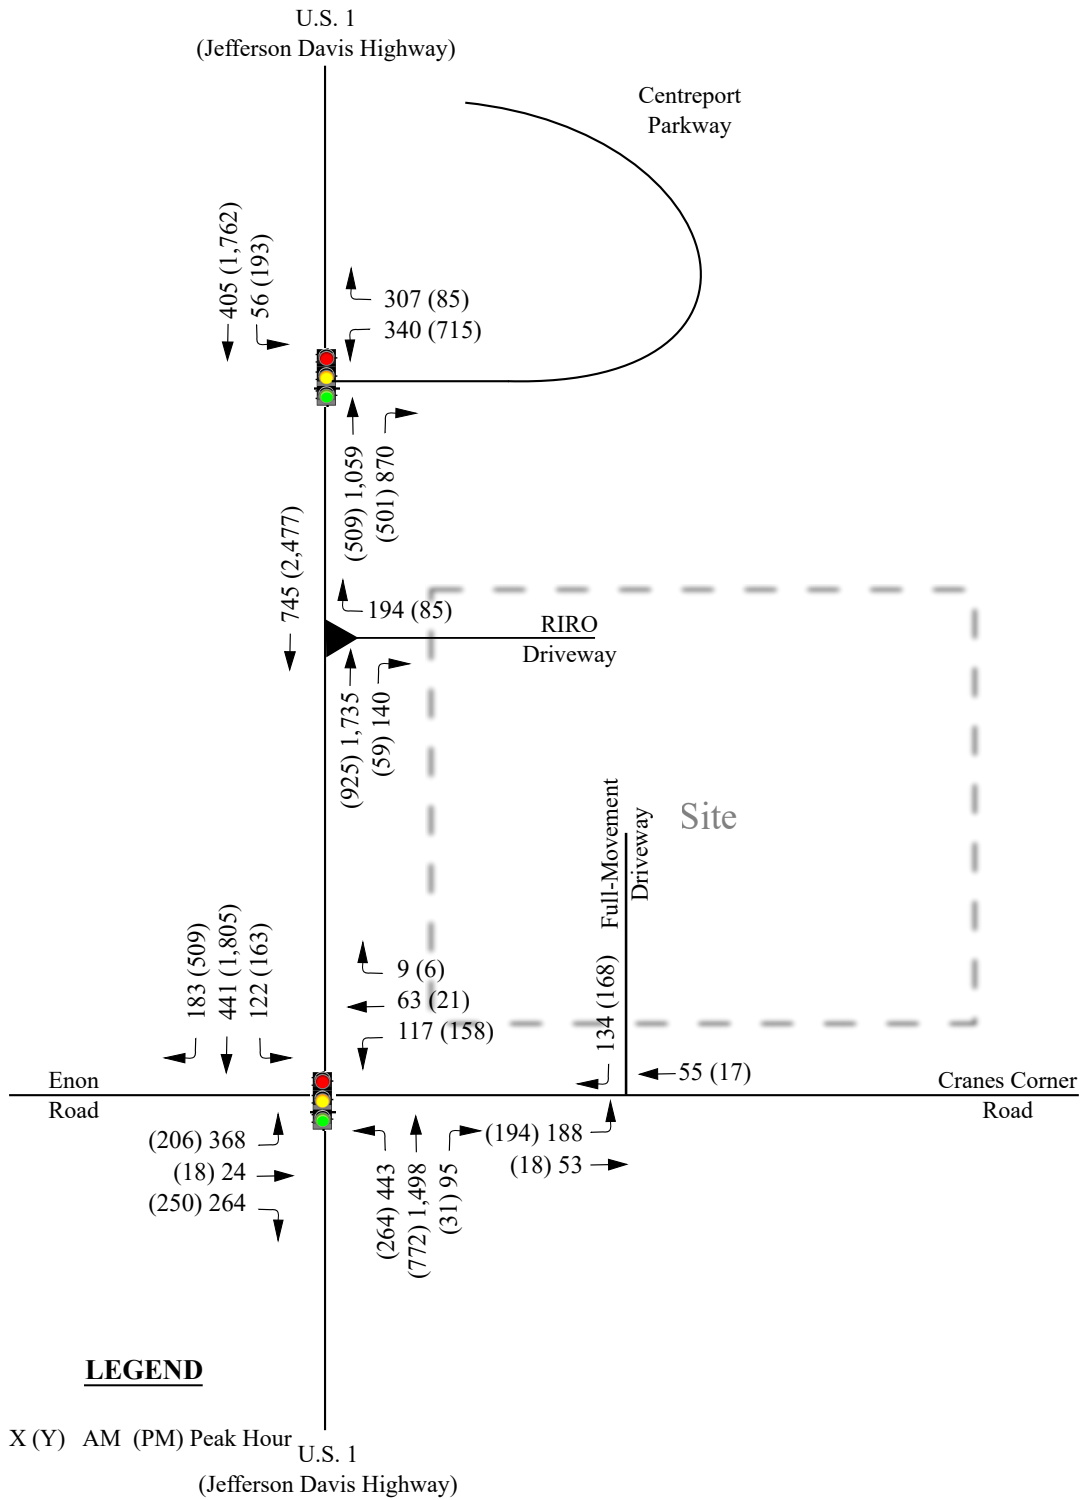 U.S. 1
(Jefferson Davis Highway)
Centreport
Parkway
405 (1,762)
56 (193)
307 (85)
340 (715)
(509) 1,059
(501) 870
745 (2,477)
194 (85)
RIRO
Driveway
(925) 1,735
(59) 140
Site
Full-Movement
Driveway
183 (509)
441 (1,805)
122 (163)
9 (6)
63 (21)
117 (158)
134 (168)
55 (17)
Enon
Road
Cranes Corner
Road
(206) 368
(18) 24
(250) 264
(264) 443
(772) 1,498
(31) 95
(194) 188
(18) 53
LEGEND
X (Y) AM (PM) Peak Hour
U.S. 1
(Jefferson Davis Highway)